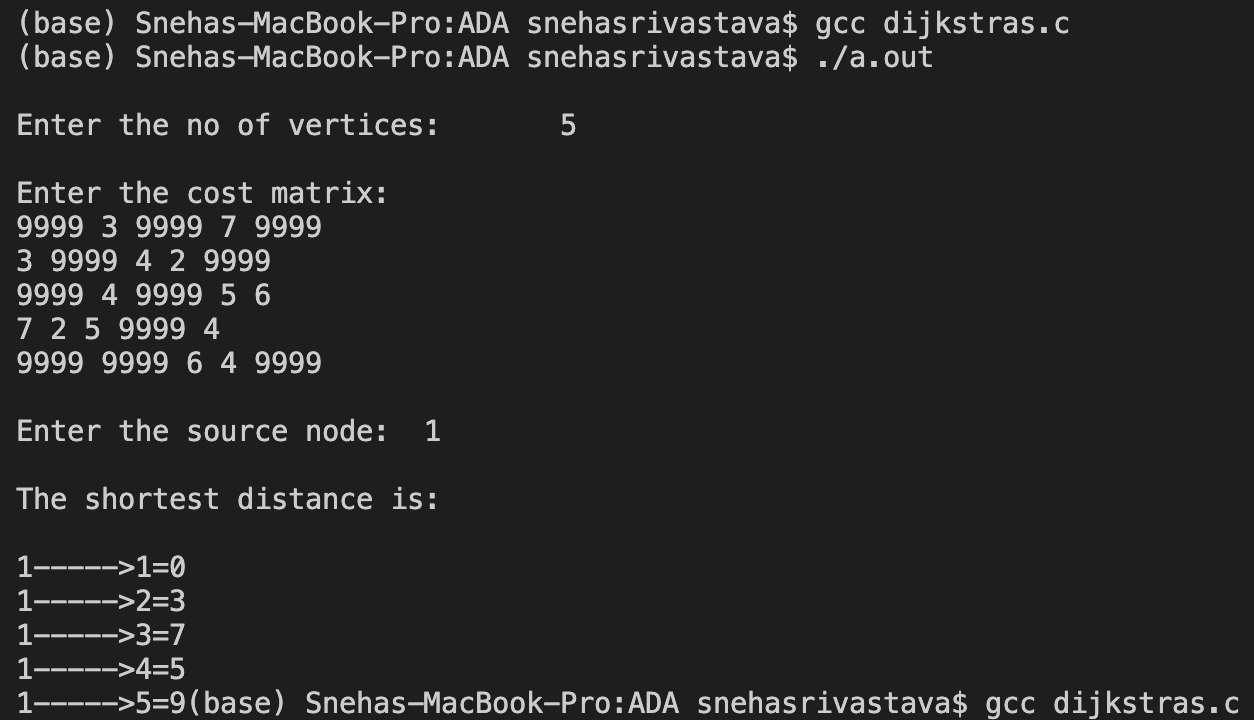 (base) Snehas-MacBook-Pro:ADA snehasrivastava$ gcc dijkstras.c
(base) Snehas-MacBook-Pro:ADA snehasrivastava$ ./a.out
Enter the no of vertices: 5
Enter the cost matrix:
9999 3 9999 7 9999
3 9999 4 2 9999
9999 4 9999 5 6
7 2 5 9999 4
9999 9999 6 4 9999
Enter the source node: 1
The shortest distance is:
1----->1=0
1----->2=3
1----->3=7
1----->4=5
1----->5=9(base) Snehas-MacBook-Pro:ADA snehasrivastava$ gcc dijkstras.c